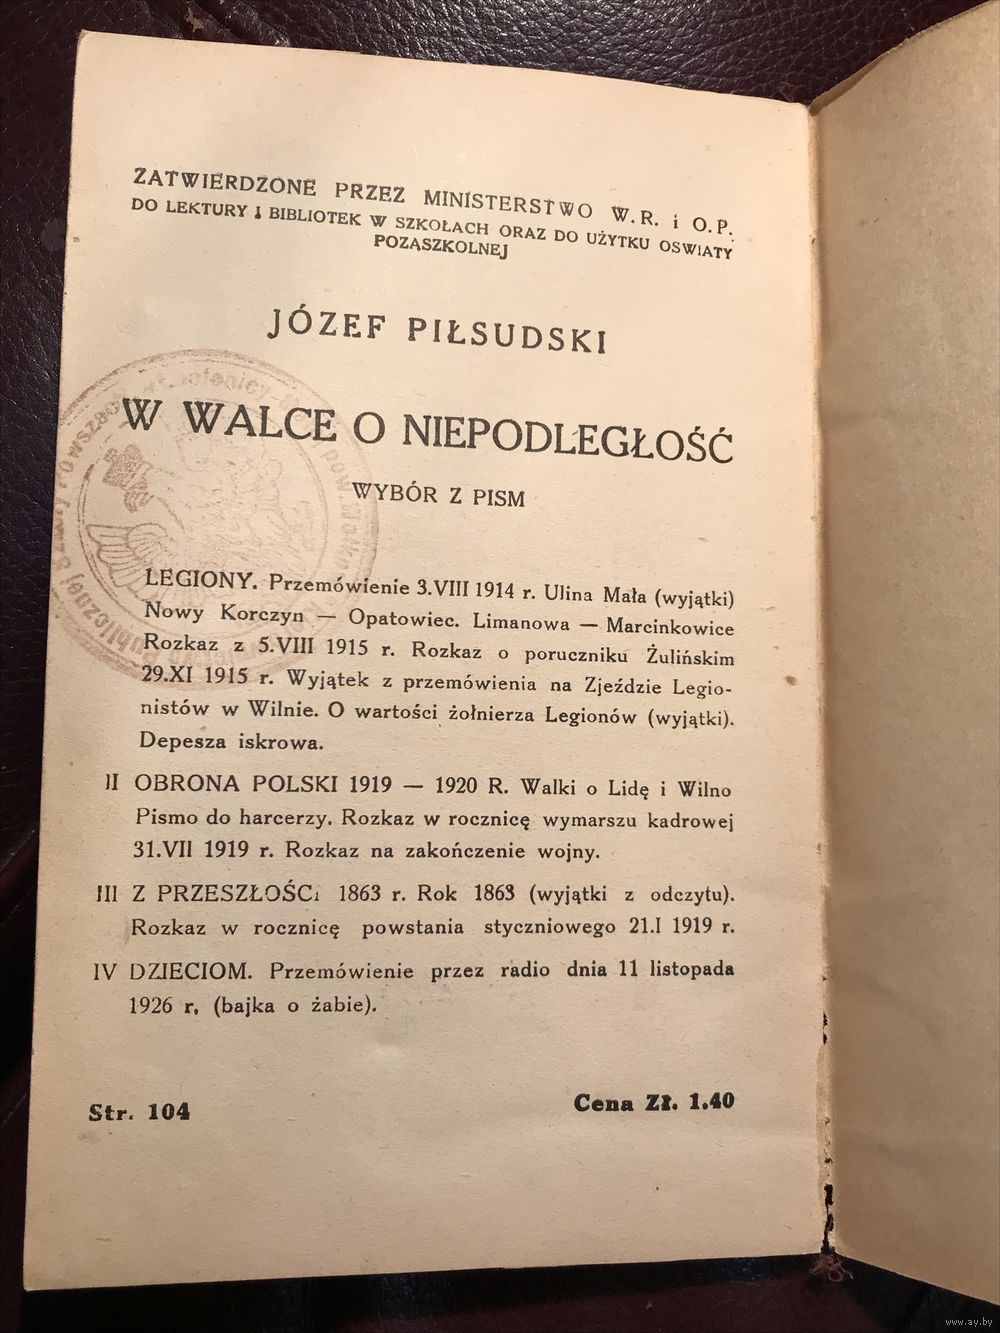 ZATWIERDZONE PRZEZ MINISTERSTWO W.R. i O.P.
DO LEKTURY I BIBLIOTEK W SZKOŁACH ORAZ DO UŻYTKU OSWIATY
POZASZKOLNEJ
JÓZEF PIŁSUDSKI
W WALCE O NIEPODLEGŁOŚĆ
WYBÓR Z PISM
LEGIONY. Przemówienie 3.VIII 1914 r. Ulina Mała (wyjątki)
Nowy Korczyn — Opatowiec. Limanowa — Marcinkowice
Rozkaz z 5.VIII 1915 r. Rozkaz o poruczniku Żulińskim
29.XI 1915 r. Wyjątek z przemówienia na Zjeździe Legio-
nistów w Wilnie. O wartości żołnierza Legionów (wyjątki).
Depesza iskrowa.
II OBRONA POLSKI 1919 — 1920 R. Walki o Lidę i Wilno
Pismo do harcerzy. Rozkaz w rocznicę wymarszu kadrowej
31.VII 1919 r. Rozkaz na zakończenie wojny.
III Z PRZESZŁOŚCI 1863 r. Rok 1863 (wyjątki z odczytu).
Rozkaz w rocznicę powstania styczniowego 21.I 1919 r.
IV DZIECIOM. Przemówienie przez radio dnia 11 listopada
1926 r. (bajka o żabie).
Str. 104
Cena Zł. 1.40
www.ay.by